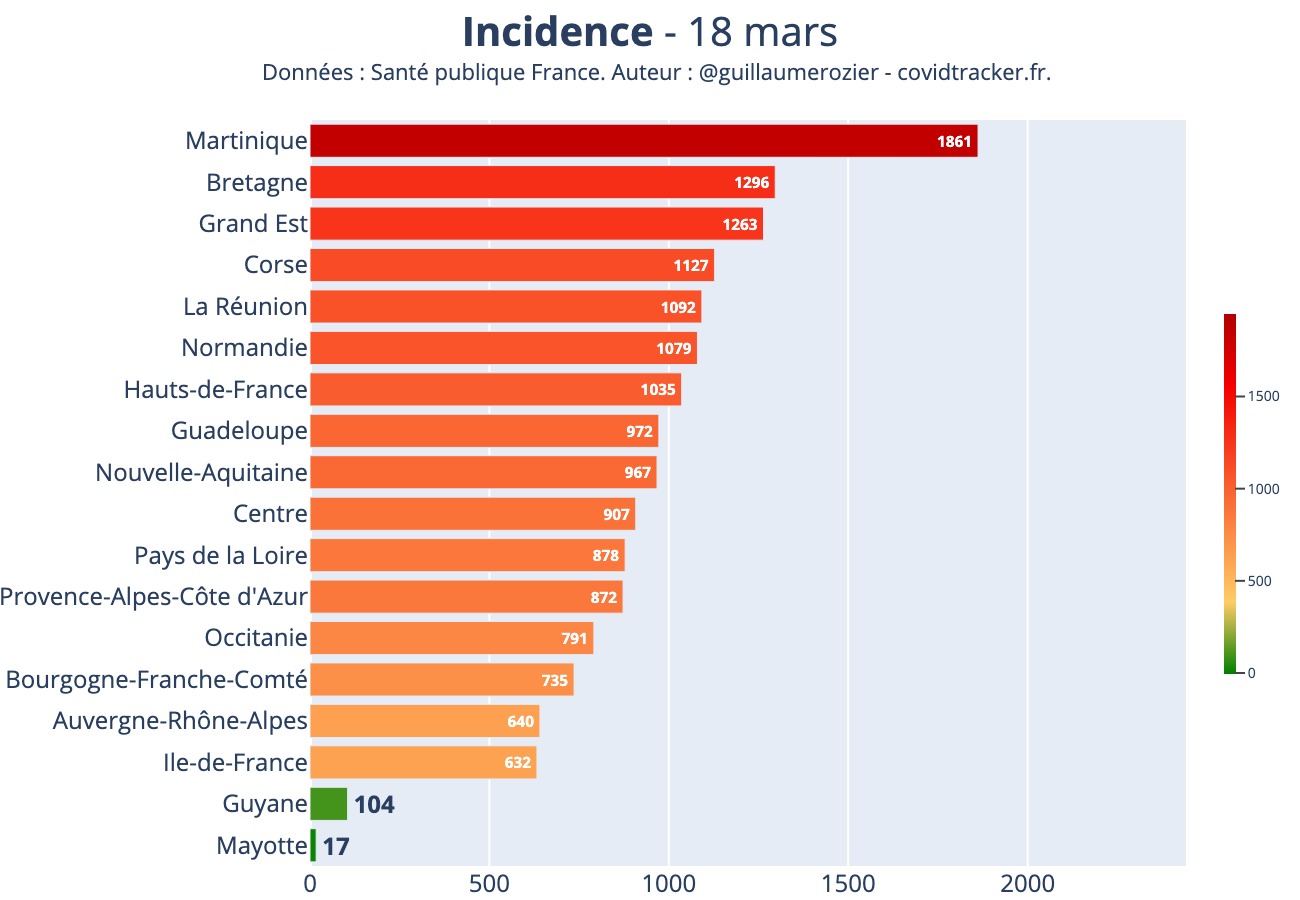 Incidence - 18 mars
Données : Santé publique France. Auteur : @guillaumerozier - covidtracker.fr.
Martinique 1861
Bretagne 1296
Grand Est 1263
Corse 1127
La Réunion 1092
Normandie 1079
Hauts-de-France 1035
Guadeloupe 972
Nouvelle-Aquitaine 967
Centre 907
Pays de la Loire 878
Provence-Alpes-Côte d'Azur 872
Occitanie 791
Bourgogne-Franche-Comté 735
Auvergne-Rhône-Alpes 640
Ile-de-France 632
Guyane 104
Mayotte 17
0 500 1000 1500 2000
1500
1000
500
0